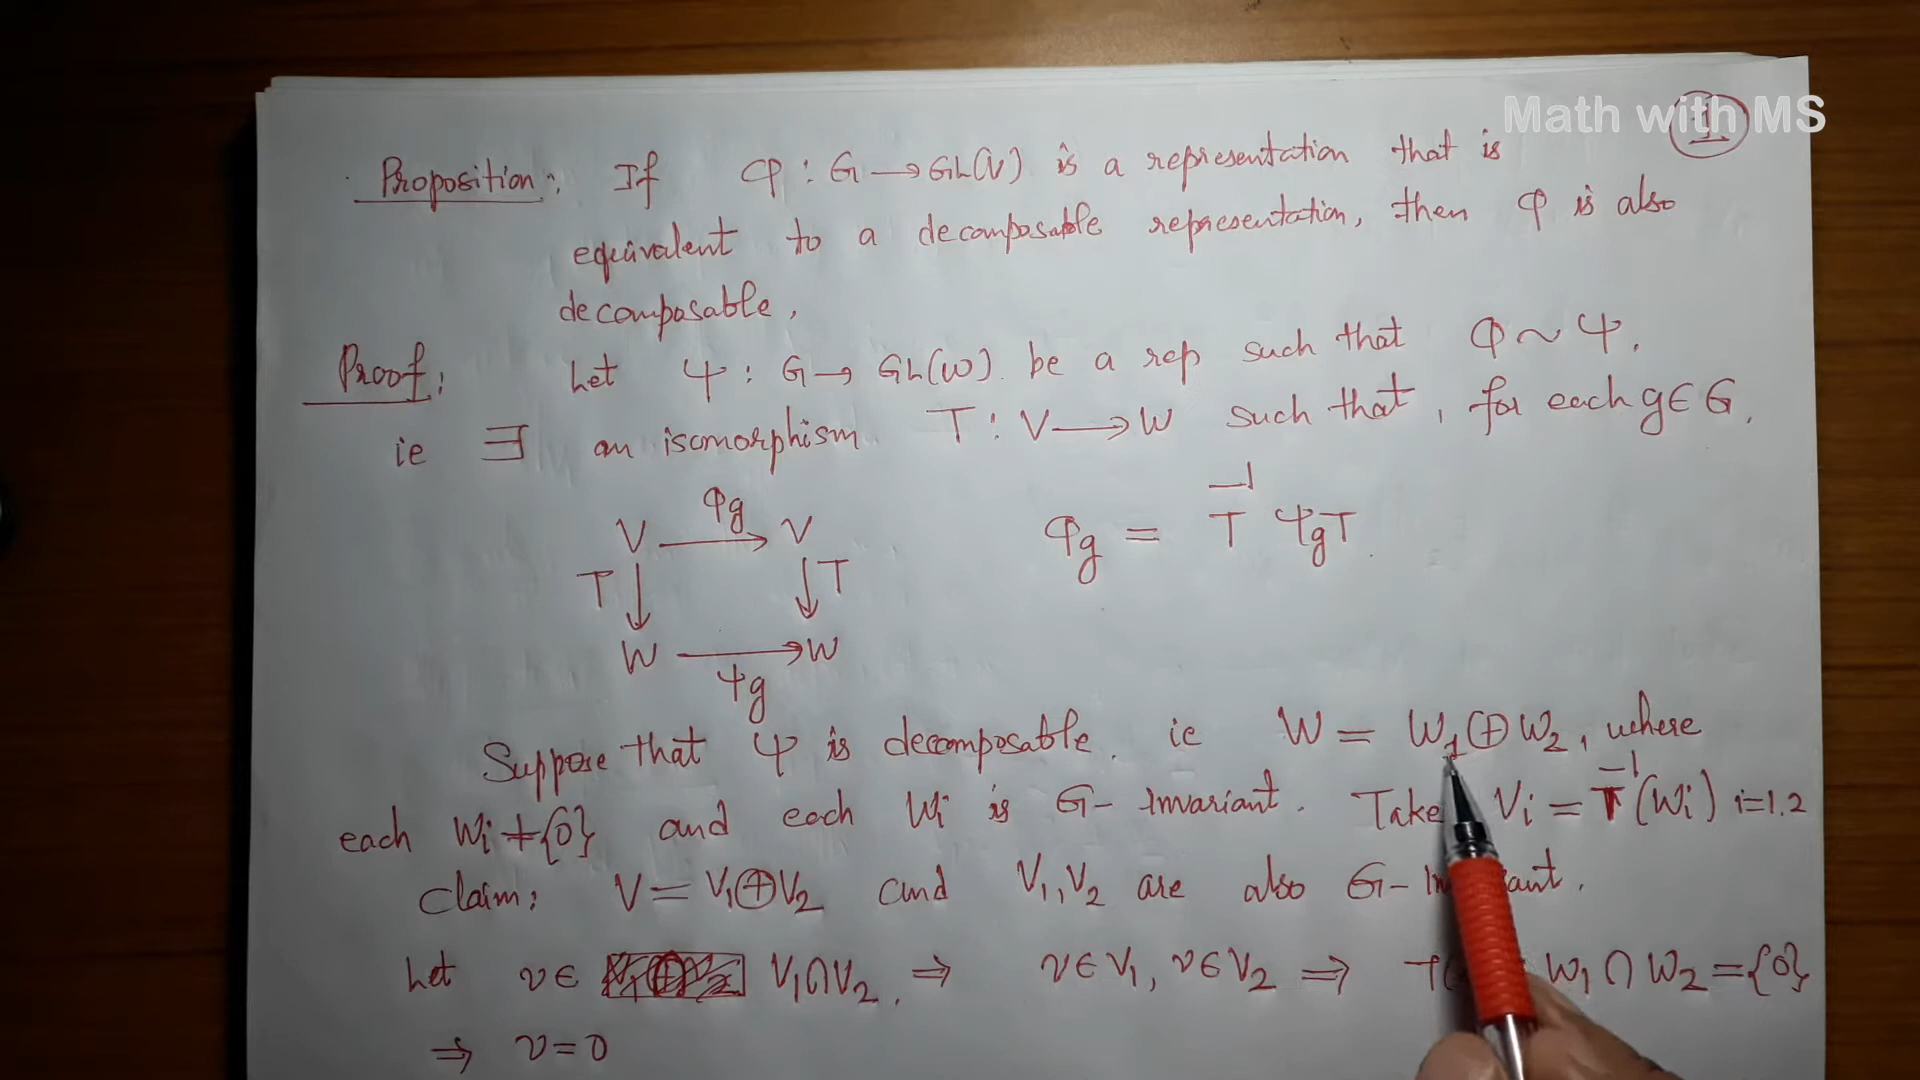 Math with MS
1
Proposition: If φ : G → GL(V) is a representation that is
equivalent to a decomposable representation, then φ is also
decomposable.
Proof: Let ψ : G → GL(W) be a rep such that φ ~ ψ.
ie ∃ an isomorphism T : V → W such that, for each g ∈ G.
V φg V φg = T⁻¹ ψg T.
T T
W ψg W
Suppose that ψ is decomposable. ie W = W1 ⊕ W2, where
each Wi ≠ {0} and each Wi is G- Invariant. Take Vi = T⁻¹(Wi) i=1.2
Claim: V = V1 ⊕ V2 and V1, V2 are also G-
Let v ∈ V1 ∩ V2. ⇒ v ∈ V1, v ∈ V2 ⇒ W1 ∩ W2 = {0}
⇒ v = 0